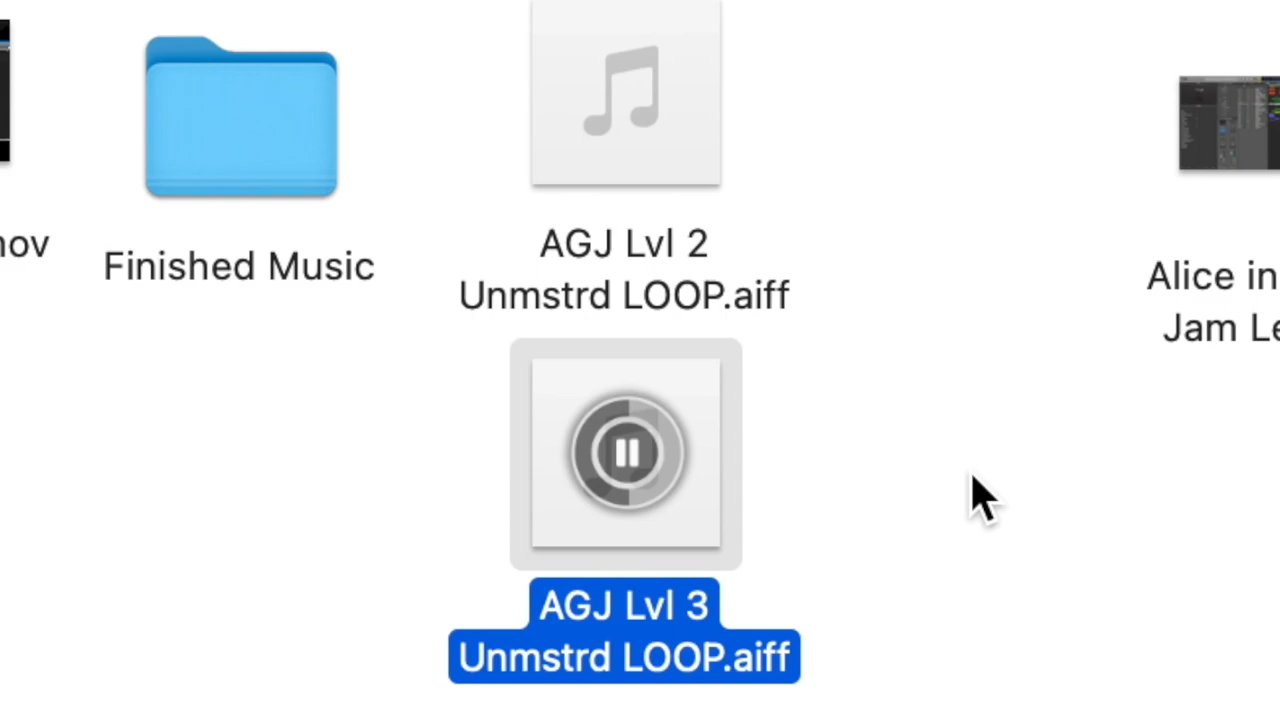 nov
Finished Music
AGJ Lvl 2
Unmstrd LOOP.aiff
Alice in
Jam Le
AGJ Lvl 3
Unmstrd LOOP.aiff